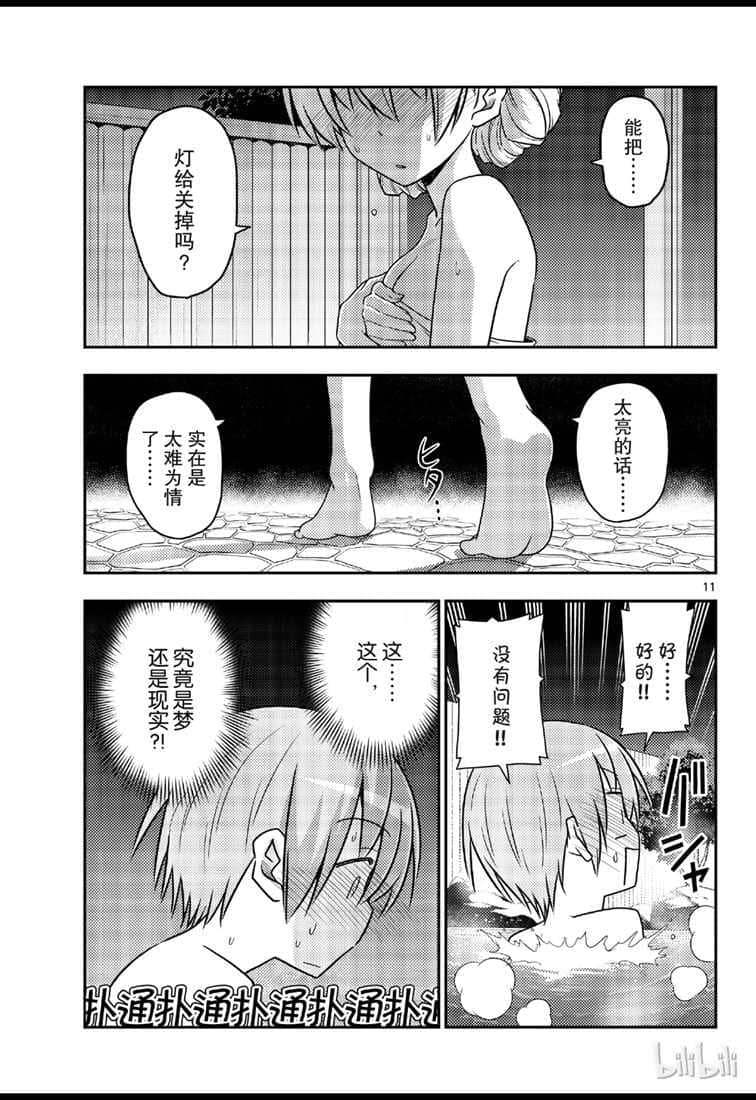 能把……
灯给关掉吗？
太亮的话……
实在是
太难为情
了……
ヒタ…
11
好……
好的!!
没有问题!!
ガシャ
这……
这个，
究竟是梦
还是现实?!
扑通扑通扑通扑通扑通
bilibili